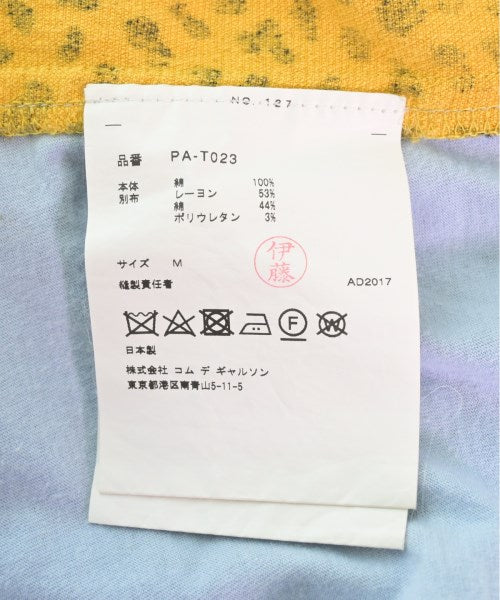 NO. 127
品番 PA-T023
本体 綿 100%
別布 レーヨン 53%
綿 44%
ポリウレタン 3%
伊藤
サイズ M
縫製責任者 AD2017
F W
日本製
株式会社 コム デ ギャルソン
東京都港区南青山5-11-5